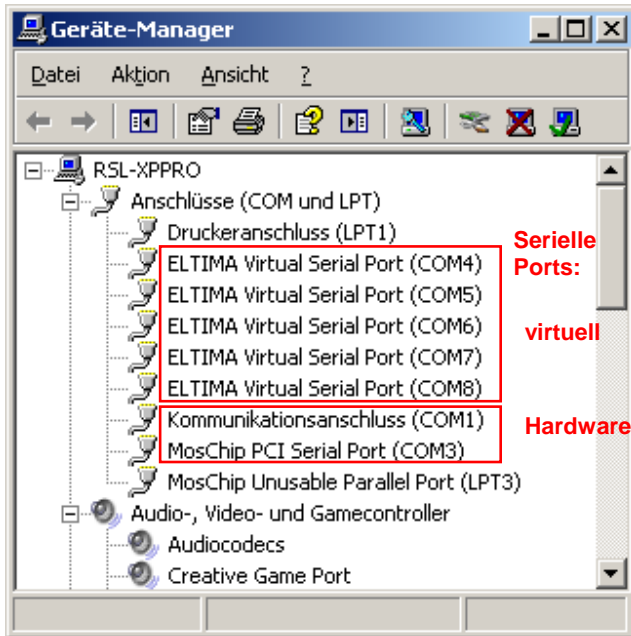 Geräte-Manager
Datei Aktion Ansicht ?
RSL-XPPRO
Anschlüsse (COM und LPT)
Druckeranschluss (LPT1)
ELTIMA Virtual Serial Port (COM4)
ELTIMA Virtual Serial Port (COM5)
ELTIMA Virtual Serial Port (COM6)
ELTIMA Virtual Serial Port (COM7)
ELTIMA Virtual Serial Port (COM8)
Kommunikationsanschluss (COM1)
MosChip PCI Serial Port (COM3)
MosChip Unusable Parallel Port (LPT3)
Audio-, Video- und Gamecontroller
Audiocodecs
Creative Game Port
Serielle
Ports:
virtuell
Hardware